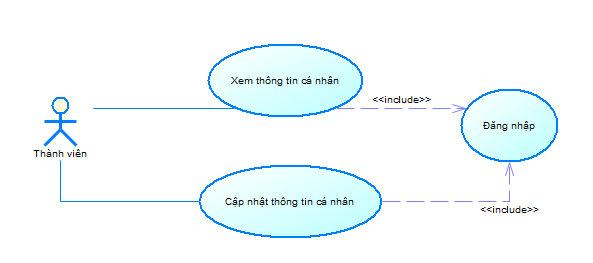 Xem thông tin cá nhân
<<include>>
Đăng nhập
Thành viên
Cập nhật thông tin cá nhân
<<include>>